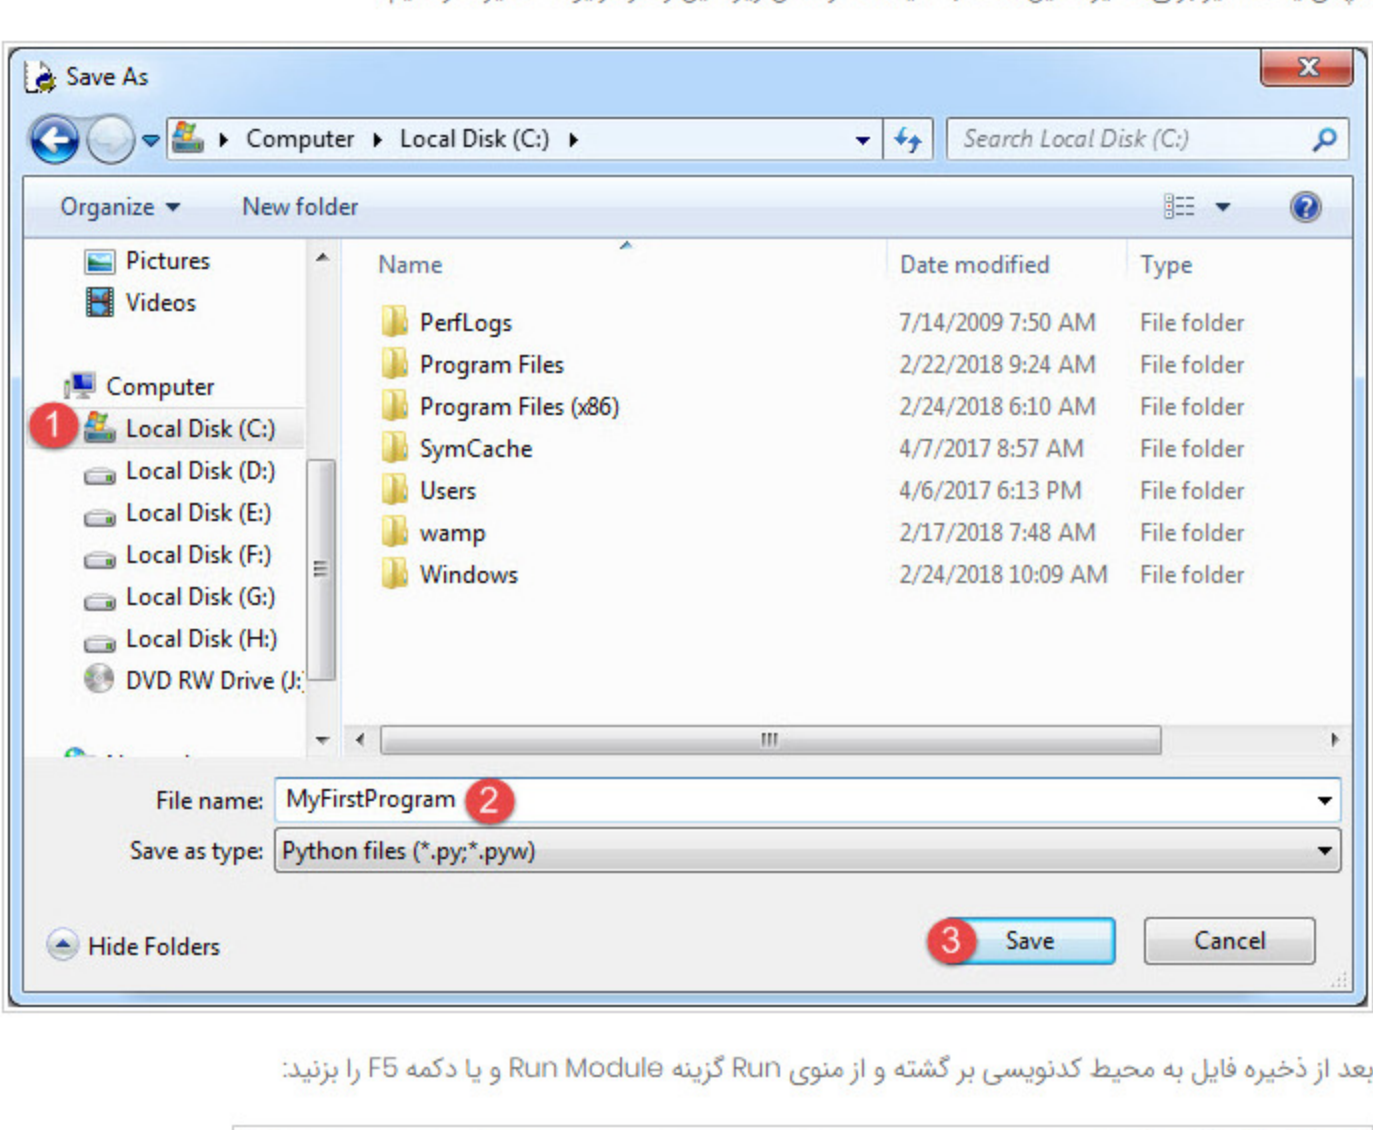 Save As
Computer Local Disk (C:)
Search Local Disk (C:)
Organize New folder
Pictures
Videos
Computer
1 Local Disk (C:)
Local Disk (D:)
Local Disk (E:)
Local Disk (F:)
Local Disk (G:)
Local Disk (H:)
DVD RW Drive (J:
Name Date modified Type
PerfLogs 7/14/2009 7:50 AM File folder
Program Files 2/22/2018 9:24 AM File folder
Program Files (x86) 2/24/2018 6:10 AM File folder
SymCache 4/7/2017 8:57 AM File folder
Users 4/6/2017 6:13 PM File folder
wamp 2/17/2018 7:48 AM File folder
Windows 2/24/2018 10:09 AM File folder
File name: MyFirstProgram 2
Save as type: Python files (*.py;*.pyw)
Hide Folders
3 Save Cancel
بعد از ذخیره فایل به محیط کدنویسی بر گشته و از منوی Run گزینه Run Module و یا دکمه F5 را بزنید: